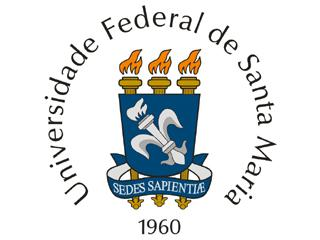 Universidade Federal de Santa Maria
SEDES SAPIENTIÆ
1960